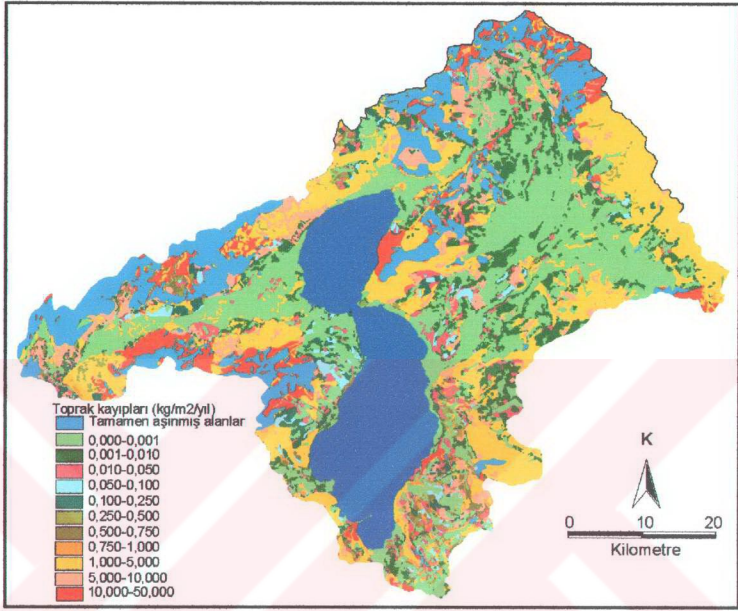 Toprak kayıpları (kg/m2/yıl)
Tamamen aşınmış alanlar
0,000-0,001
0,001-0,010
0,010-0,050
0,050-0,100
0,100-0,250
0,250-0,500
0,500-0,750
0,750-1,000
1,000-5,000
5,000-10,000
10,000-50,000
K
0 10 20
Kilometre